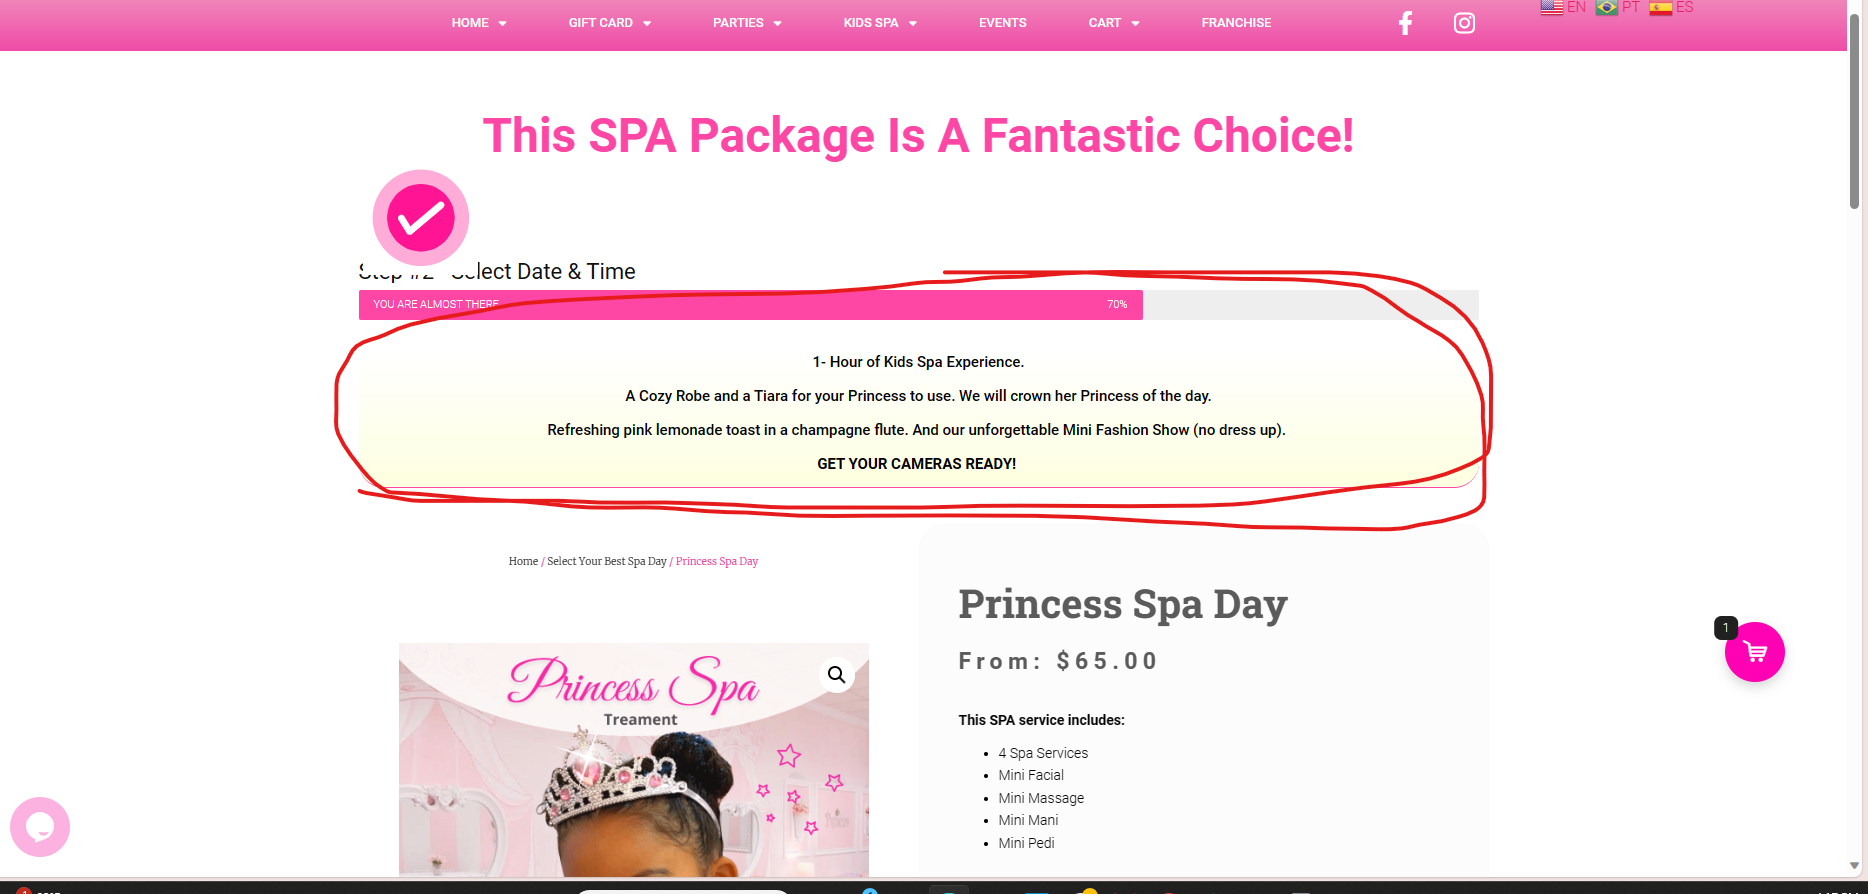 HOME
GIFT CARD
PARTIES
KIDS SPA
EVENTS
CART
FRANCHISE
EN
PT
ES
This SPA Package Is A Fantastic Choice!
Step #2 Select Date & Time
YOU ARE ALMOST THERE
70%
1- Hour of Kids Spa Experience.
A Cozy Robe and a Tiara for your Princess to use. We will crown her Princess of the day.
Refreshing pink lemonade toast in a champagne flute. And our unforgettable Mini Fashion Show (no dress up).
GET YOUR CAMERAS READY!
Home / Select Your Best Spa Day / Princess Spa Day
Princess Spa
Treament
Princess Spa Day
From: $65.00
This SPA service includes:
4 Spa Services
Mini Facial
Mini Massage
Mini Mani
Mini Pedi
1